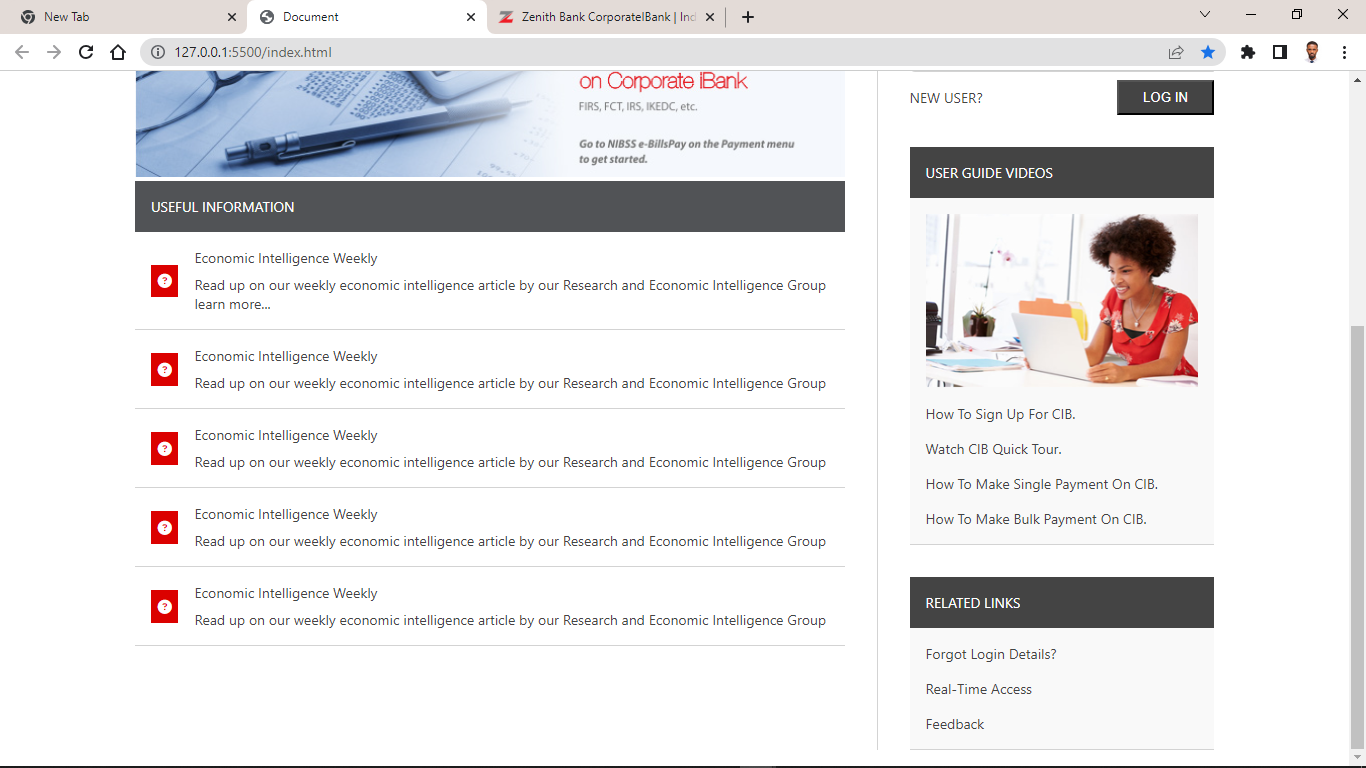 New Tab
Document
Zenith Bank CorporateIBank | Ind
127.0.0.1:5500/index.html
on Corporate iBank
FIRS, FCT, IRS, IKEDC, etc.
Go to NIBSS e-BillsPay on the Payment menu
to get started.
USEFUL INFORMATION
Economic Intelligence Weekly
Read up on our weekly economic intelligence article by our Research and Economic Intelligence Group
learn more...
Economic Intelligence Weekly
Read up on our weekly economic intelligence article by our Research and Economic Intelligence Group
Economic Intelligence Weekly
Read up on our weekly economic intelligence article by our Research and Economic Intelligence Group
Economic Intelligence Weekly
Read up on our weekly economic intelligence article by our Research and Economic Intelligence Group
Economic Intelligence Weekly
Read up on our weekly economic intelligence article by our Research and Economic Intelligence Group
NEW USER?
LOG IN
USER GUIDE VIDEOS
How To Sign Up For CIB.
Watch CIB Quick Tour.
How To Make Single Payment On CIB.
How To Make Bulk Payment On CIB.
RELATED LINKS
Forgot Login Details?
Real-Time Access
Feedback